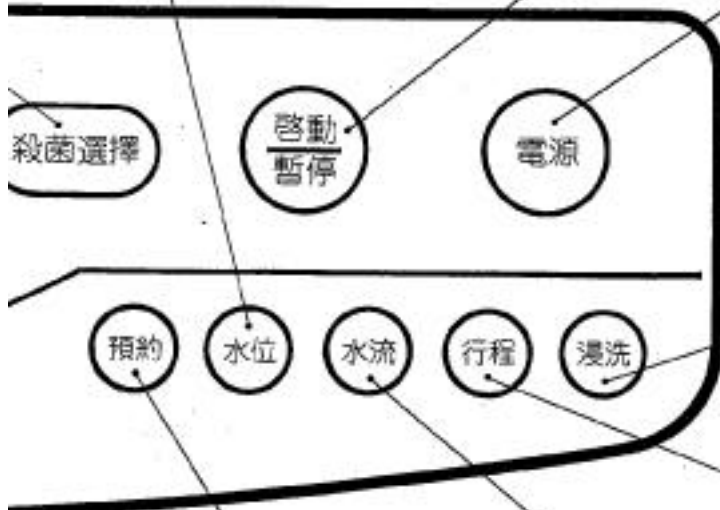 殺菌選擇
啓動
暫停
電源
預約
水位
水流
行程
浸洗